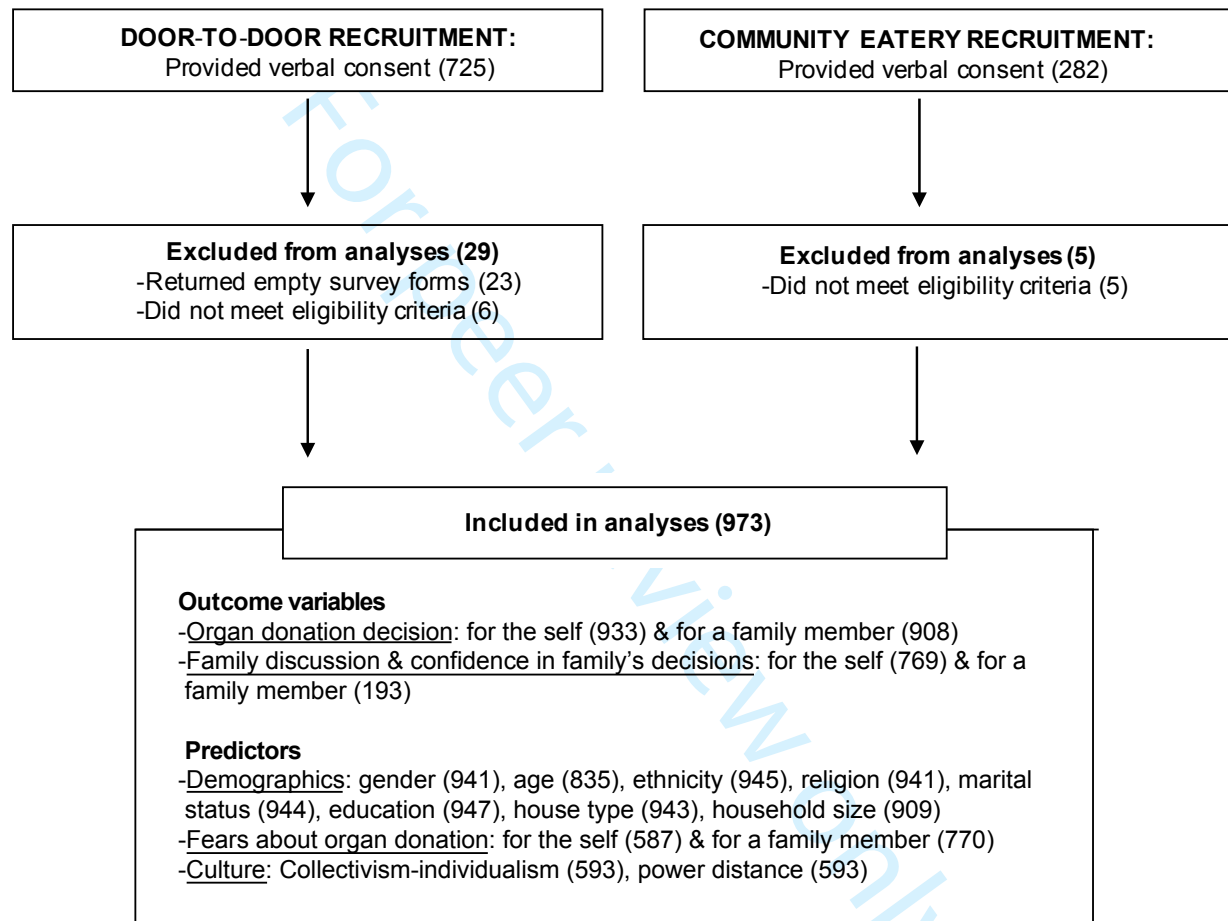 DOOR-TO-DOOR RECRUITMENT:
Provided verbal consent (725)
COMMUNITY EATERY RECRUITMENT:
Provided verbal consent (282)
Excluded from analyses (29)
-Returned empty survey forms (23)
-Did not meet eligibility criteria (6)
Excluded from analyses (5)
-Did not meet eligibility criteria (5)
Included in analyses (973)
Outcome variables
-Organ donation decision: for the self (933) & for a family member (908)
-Family discussion & confidence in family's decisions: for the self (769) & for a
family member (193)
Predictors
-Demographics: gender (941), age (835), ethnicity (945), religion (941), marital
status (944), education (947), house type (943), household size (909)
-Fears about organ donation: for the self (587) & for a family member (770)
-Culture: Collectivism-individualism (593), power distance (593)
For peer review only